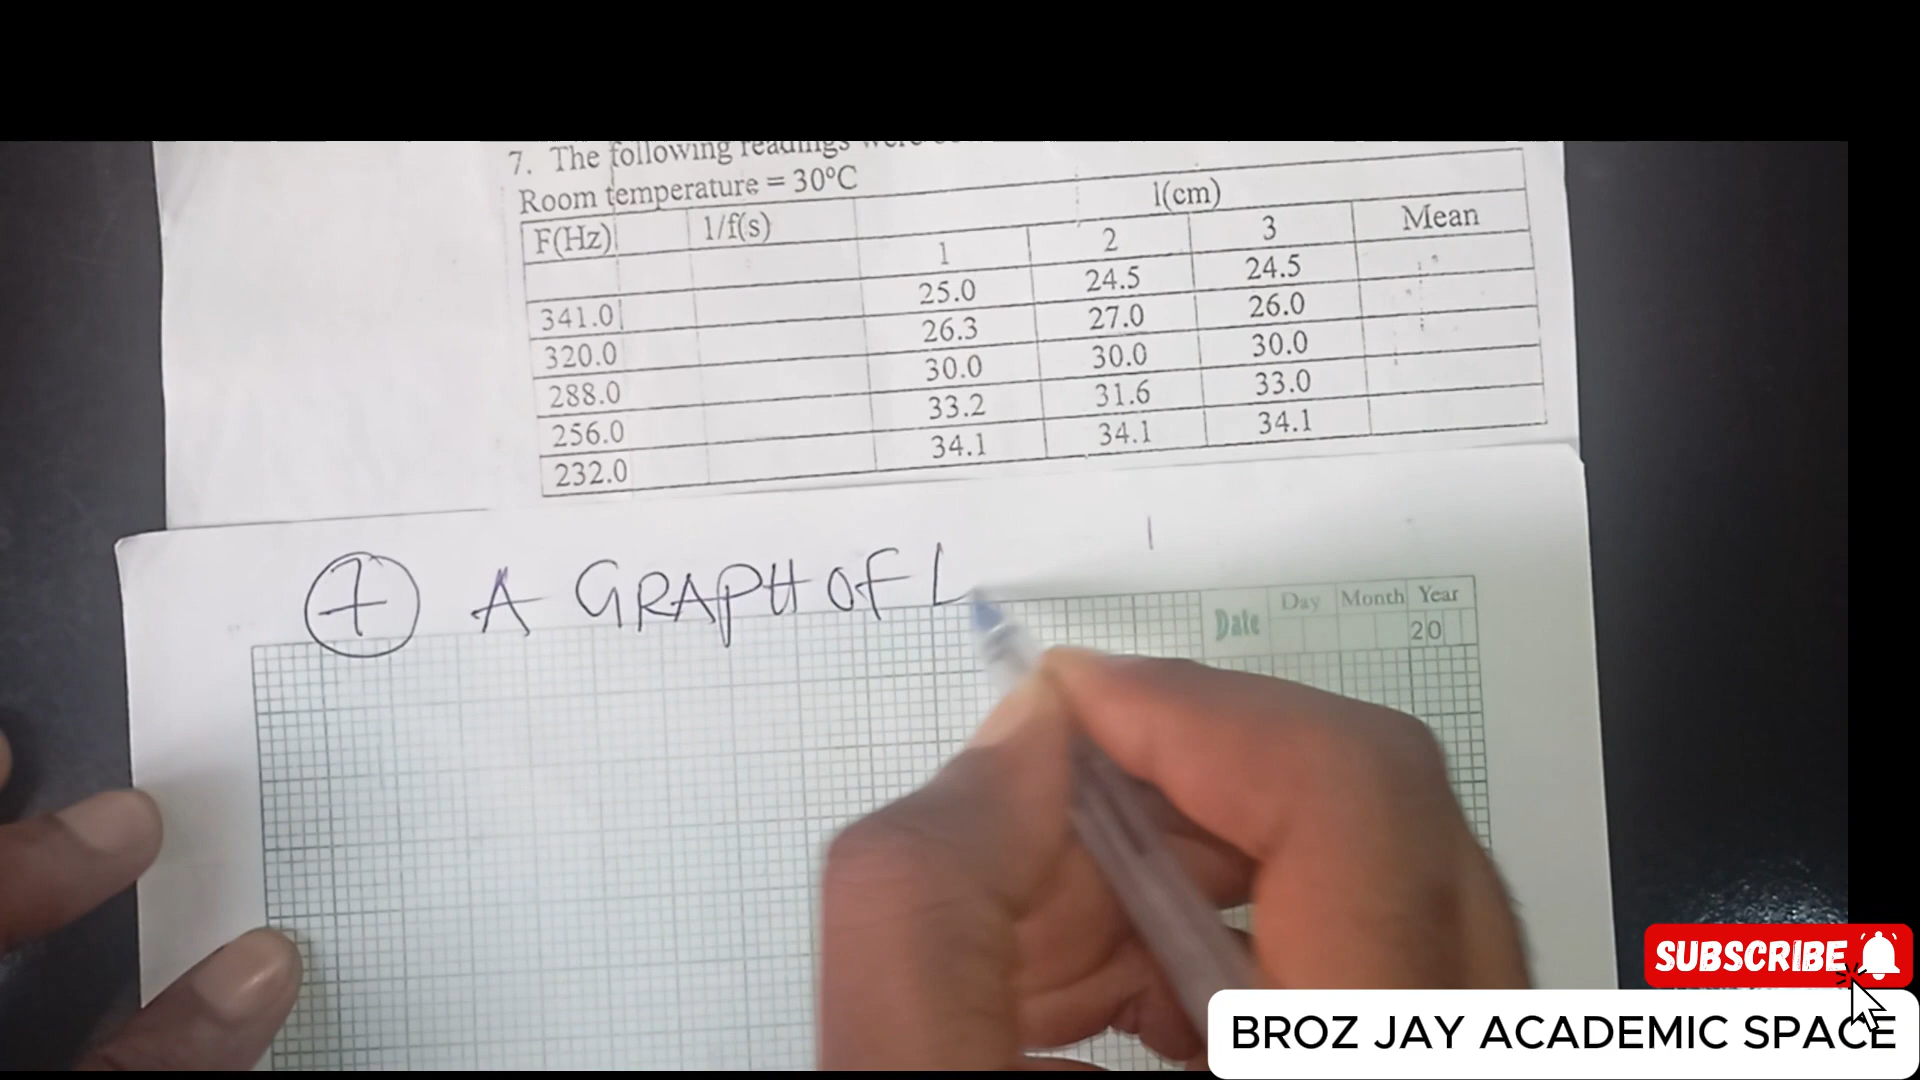 7. The following readings were
Room temperature = 30°C
F(Hz) 1/f(s) l(cm)
1 2 3 Mean
341.0 25.0 24.5 24.5
320.0 26.3 27.0 26.0
288.0 30.0 30.0 30.0
256.0 33.2 31.6 33.0
232.0 34.1 34.1 34.1
7 A GRAPH OF L
Date Day Month Year
20
SUBSCRIBE
BROZ JAY ACADEMIC SPACE